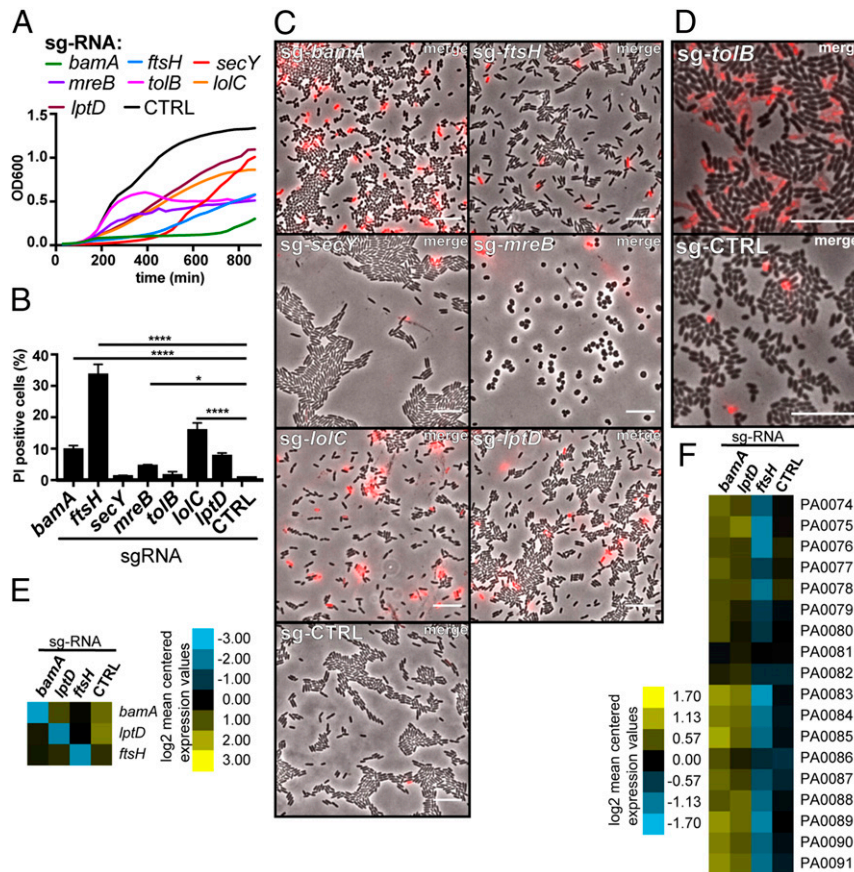 A
sg-RNA:
bamA ftsH secY
mreB tolB lolC
lptD CTRL
OD600
1.5
1.0
0.5
0.0
0 200 400 600 800
time (min)
B
PI positive cells (%)
40
30
20
10
0
****
****
*
****
bamA ftsH secY mreB tolB lolC lptD CTRL
sgRNA
C
sg-bamA merge
sg-ftsH merge
sg-secY merge
sg-mreB merge
sg-lolC merge
sg-lptD merge
sg-CTRL merge
D
sg-tolB merge
sg-CTRL merge
E
sg-RNA
bamA lptD ftsH CTRL
bamA
lptD
ftsH
log2 mean centered
expression values
-3.00
-2.00
-1.00
0.00
1.00
2.00
3.00
F
sg-RNA
bamA lptD ftsH CTRL
PA0074
PA0075
PA0076
PA0077
PA0078
PA0079
PA0080
PA0081
PA0082
PA0083
PA0084
PA0085
PA0086
PA0087
PA0088
PA0089
PA0090
PA0091
log2 mean centered
expression values
1.70
1.13
0.57
0.00
-0.57
-1.13
-1.70